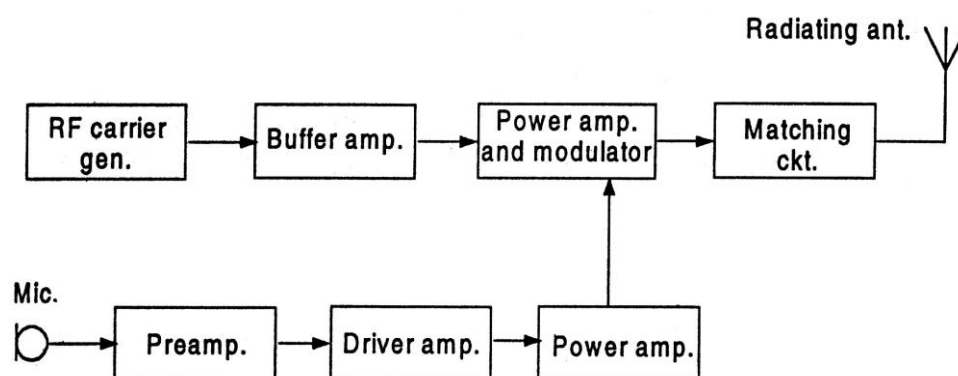 Radiating ant.
RF carrier
gen.
Buffer amp.
Power amp.
and modulator
Matching
ckt.
Mic.
Preamp.
Driver amp.
Power amp.